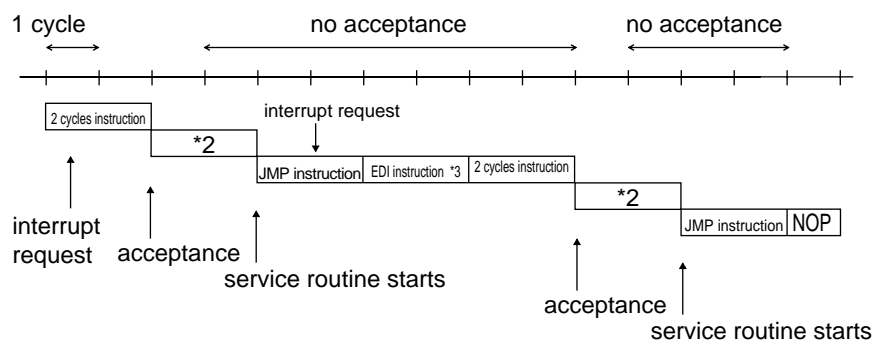 1 cycle
no acceptance
no acceptance
interrupt request
2 cycles instruction
*2
JMP instruction
EDI instruction *3
2 cycles instruction
*2
JMP instruction
NOP
interrupt
request
acceptance
service routine starts
acceptance
service routine starts